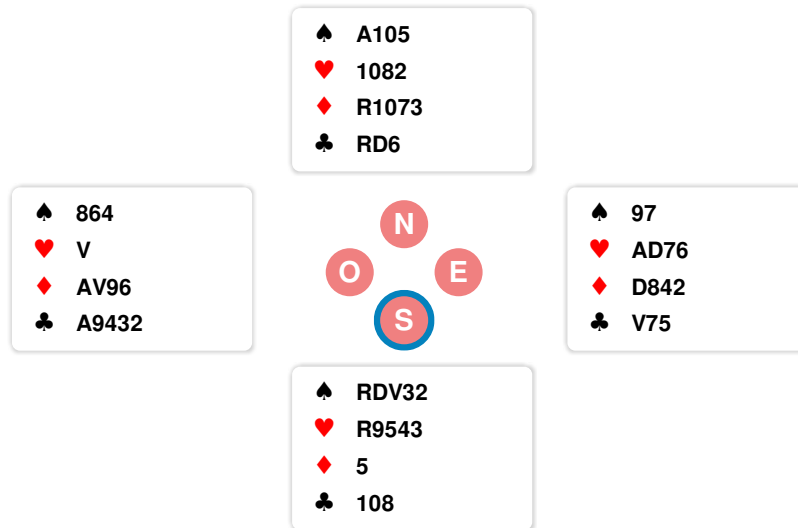 ♠ A105
♥ 1082
♦ R1073
♣ RD6
♠ 864
♥ V
♦ AV96
♣ A9432
N
O E
S
♠ 97
♥ AD76
♦ D842
♣ V75
♠ RDV32
♥ R9543
♦ 5
♣ 108